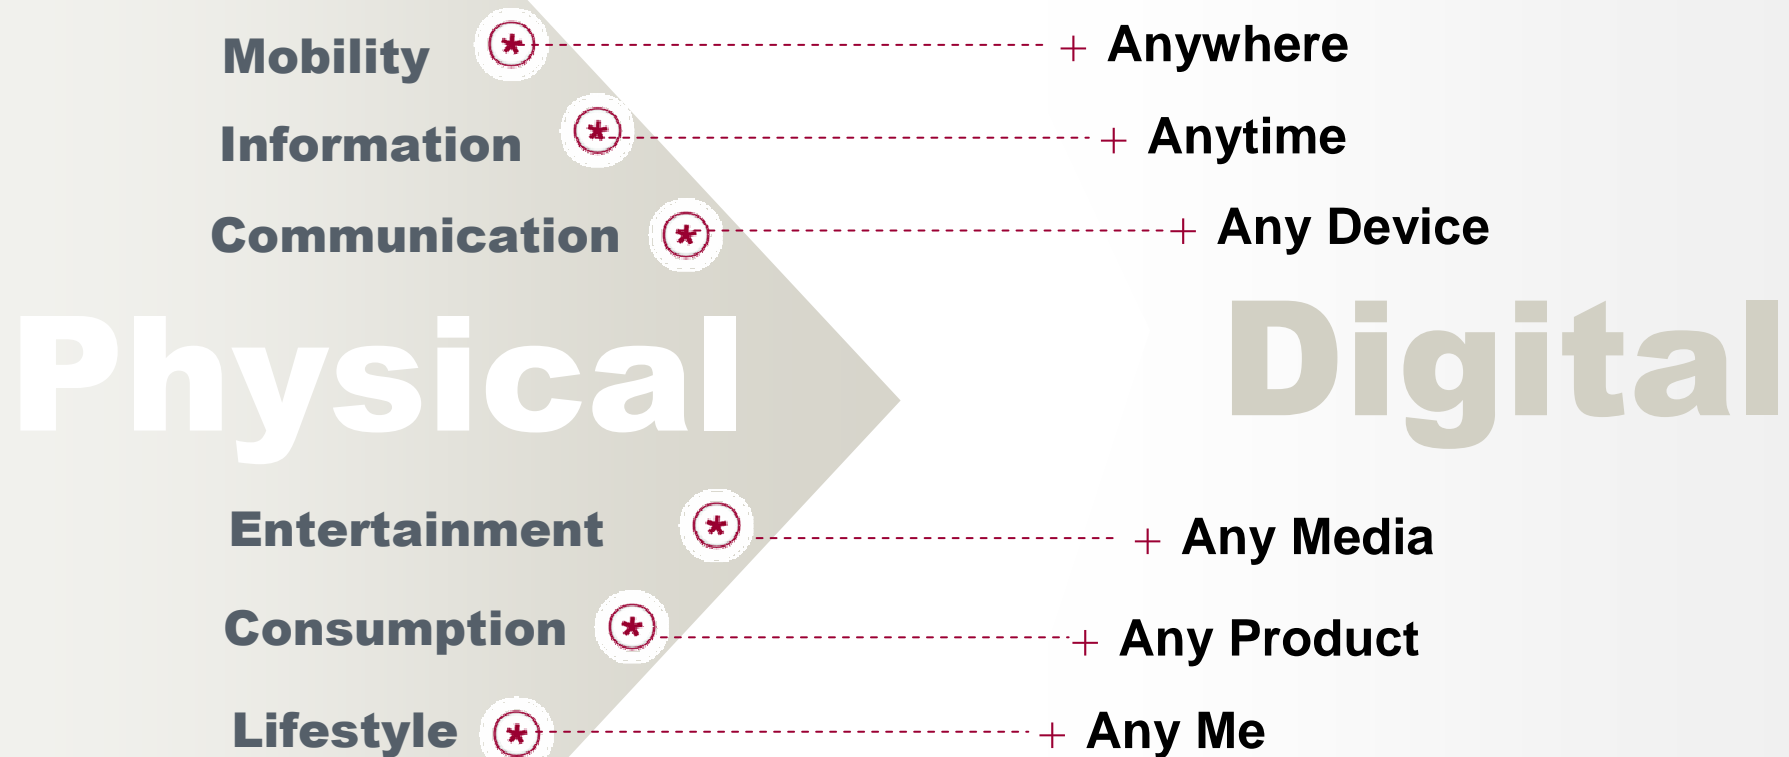 Mobility
Anywhere
Information
Anytime
Communication
Any Device
Physical
Digital
Entertainment
Any Media
Consumption
Any Product
Lifestyle
Any Me